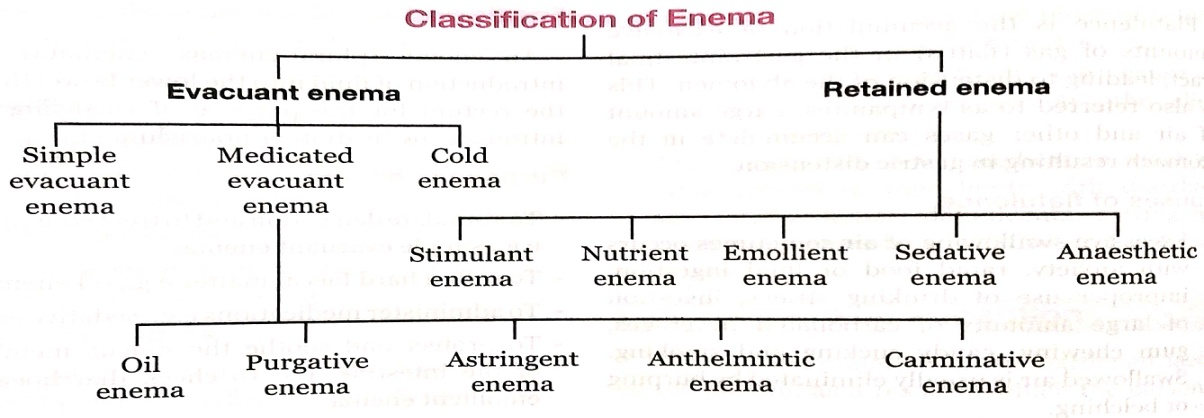 Classification of Enema
Evacuant enema
Retained enema
Simple evacuant enema
Medicated evacuant enema
Cold enema
Stimulant enema
Nutrient enema
Emollient enema
Sedative enema
Anaesthetic enema
Oil enema
Purgative enema
Astringent enema
Anthelmintic enema
Carminative enema